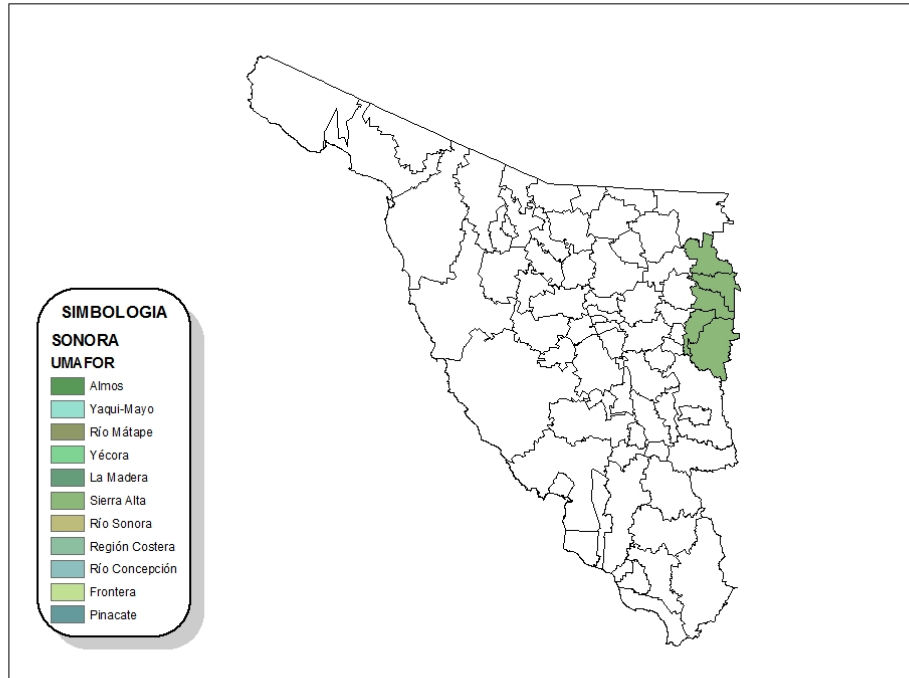 SIMBOLOGIA
SONORA
UMAFOR
Almos
Yaqui-Mayo
Río Mátape
Yécora
La Madera
Sierra Alta
Río Sonora
Región Costera
Río Concepción
Frontera
Pinacate